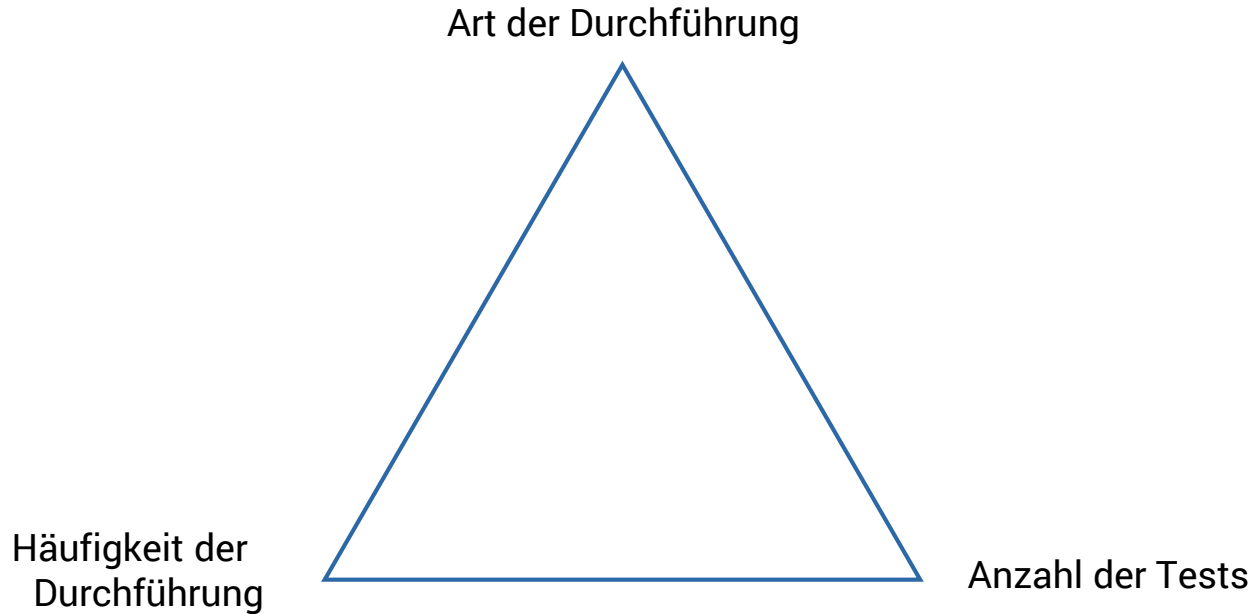 Art der Durchführung
Häufigkeit der
Durchführung
Anzahl der Tests